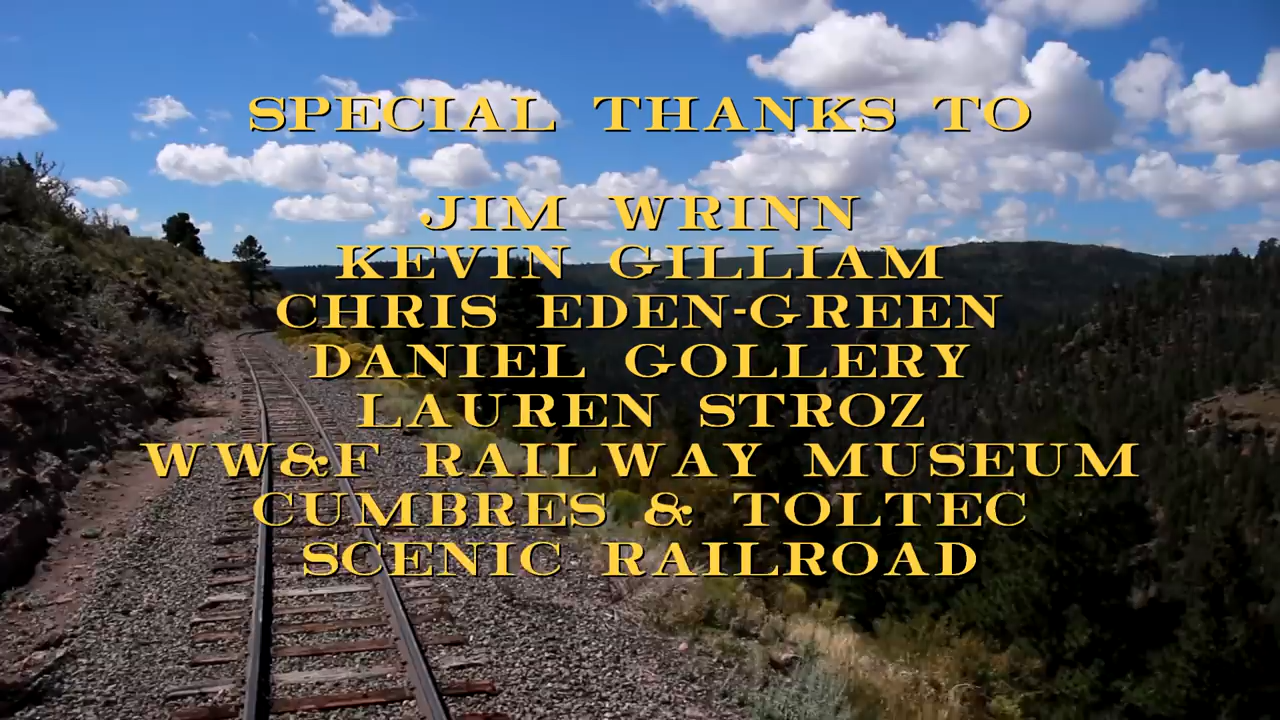 SPECIAL THANKS TO
JIM WRINN
KEVIN GILLIAM
CHRIS EDEN-GREEN
DANIEL GOLLERY
LAUREN STROZ
WW&F RAILWAY MUSEUM
CUMBRES & TOLTEC
SCENIC RAILROAD